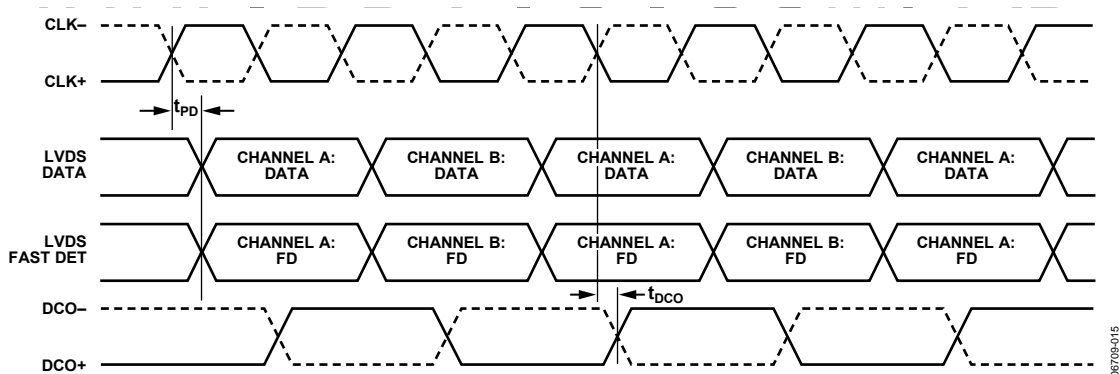 CLK–
CLK+
tPD
LVDS
DATA
CHANNEL A:
DATA
CHANNEL B:
DATA
CHANNEL A:
DATA
CHANNEL B:
DATA
CHANNEL A:
DATA
LVDS
FAST DET
CHANNEL A:
FD
CHANNEL B:
FD
CHANNEL A:
FD
CHANNEL B:
FD
CHANNEL A:
FD
tDCO
DCO–
DCO+